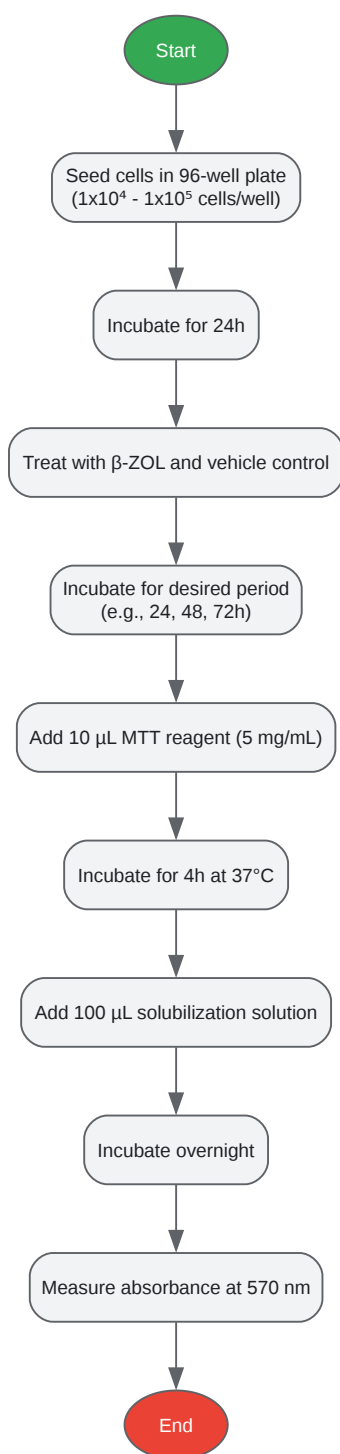 Start
Seed cells in 96-well plate
(1x10⁴ - 1x10⁵ cells/well)
Incubate for 24h
Treat with β-ZOL and vehicle control
Incubate for desired period
(e.g., 24, 48, 72h)
Add 10 µL MTT reagent (5 mg/mL)
Incubate for 4h at 37°C
Add 100 µL solubilization solution
Incubate overnight
Measure absorbance at 570 nm
End